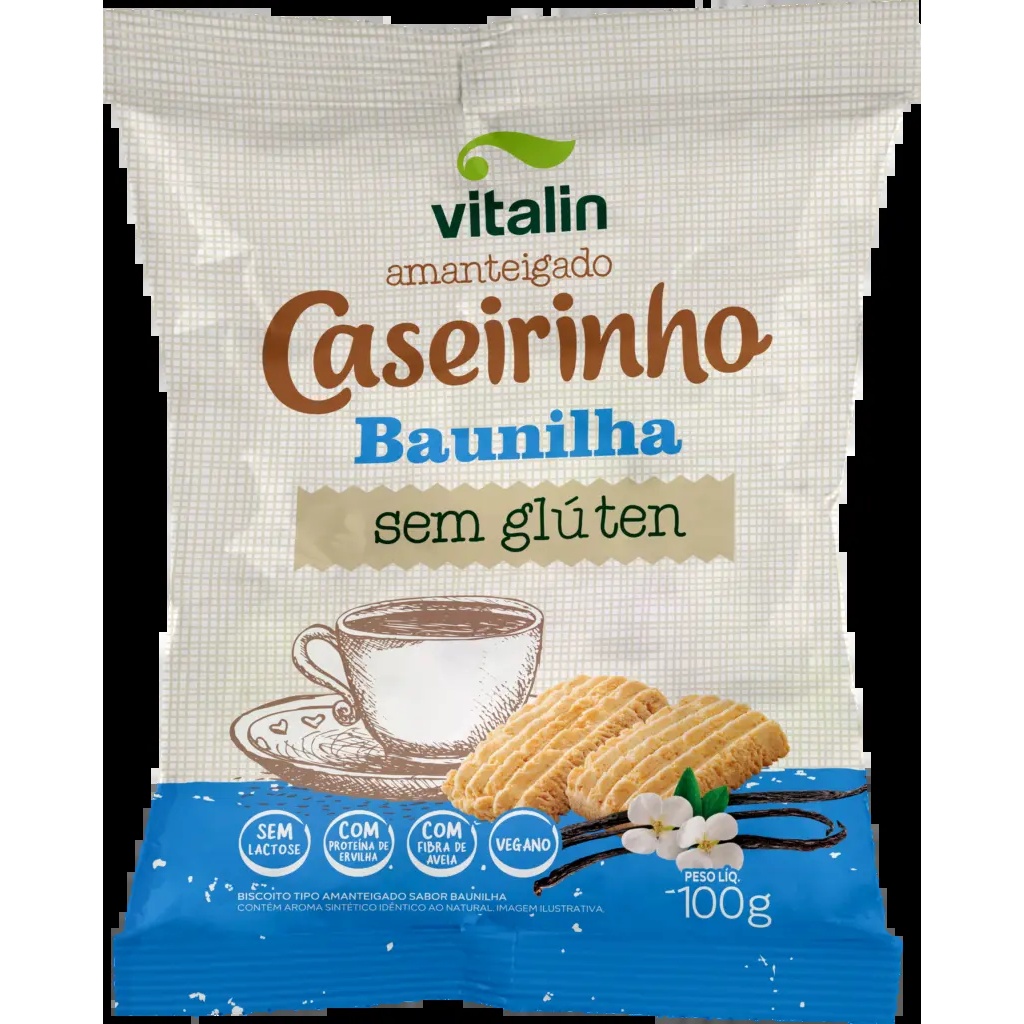 vitalin
amanteigado
Caseirinho
Baunilha
sem glúten
SEM
LACTOSE
COM
PROTEÍNA DE
ERVILHA
COM
FIBRA DE
AVEIA
VEGANO
BISCOITO TIPO AMANTEIGADO SABOR BAUNILHA
CONTÉM AROMA SINTÉTICO IDÊNTICO AO NATURAL. IMAGEM ILUSTRATIVA.
PESO LÍQ.
100g